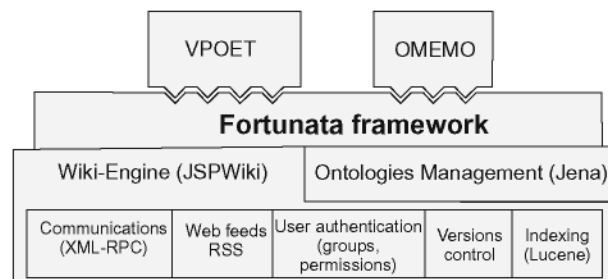 VPOET
OMEMO
Fortunata framework
Wiki-Engine (JSPWiki)
Ontologies Management (Jena)
Communications
(XML-RPC)
Web feeds
RSS
User authentication
(groups,
permissions)
Versions
control
Indexing
(Lucene)